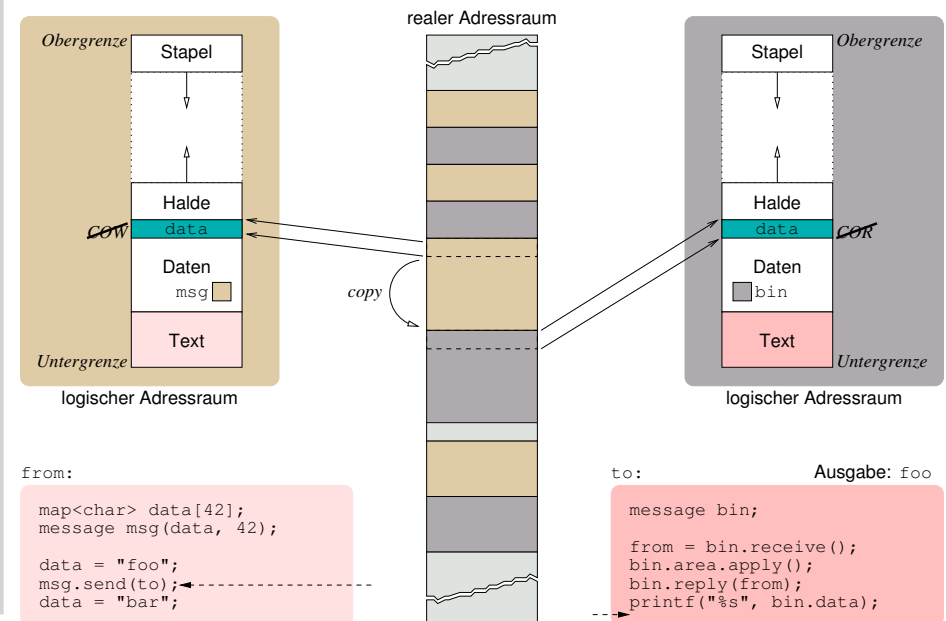 realer Adressraum
Obergrenze
Stapel
Halde
COW
data
Daten
msg
Text
Untergrenze
logischer Adressraum
copy
Obergrenze
Stapel
Halde
data
COR
Daten
bin
Text
Untergrenze
logischer Adressraum
from:
map<char> data[42];
message msg(data, 42);
data = "foo";
msg.send(to);
data = "bar";
to:
Ausgabe: foo
message bin;
from = bin.receive();
bin.area.apply();
bin.reply(from);
printf("%s", bin.data);